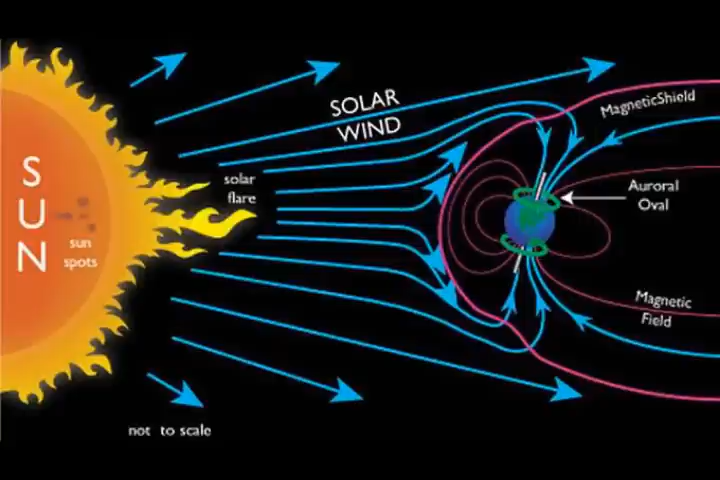 SOLAR
WIND
MagneticShield
solar
flare
Auroral
Oval
S
U
N
sun
spots
Magnetic
Field
not to scale